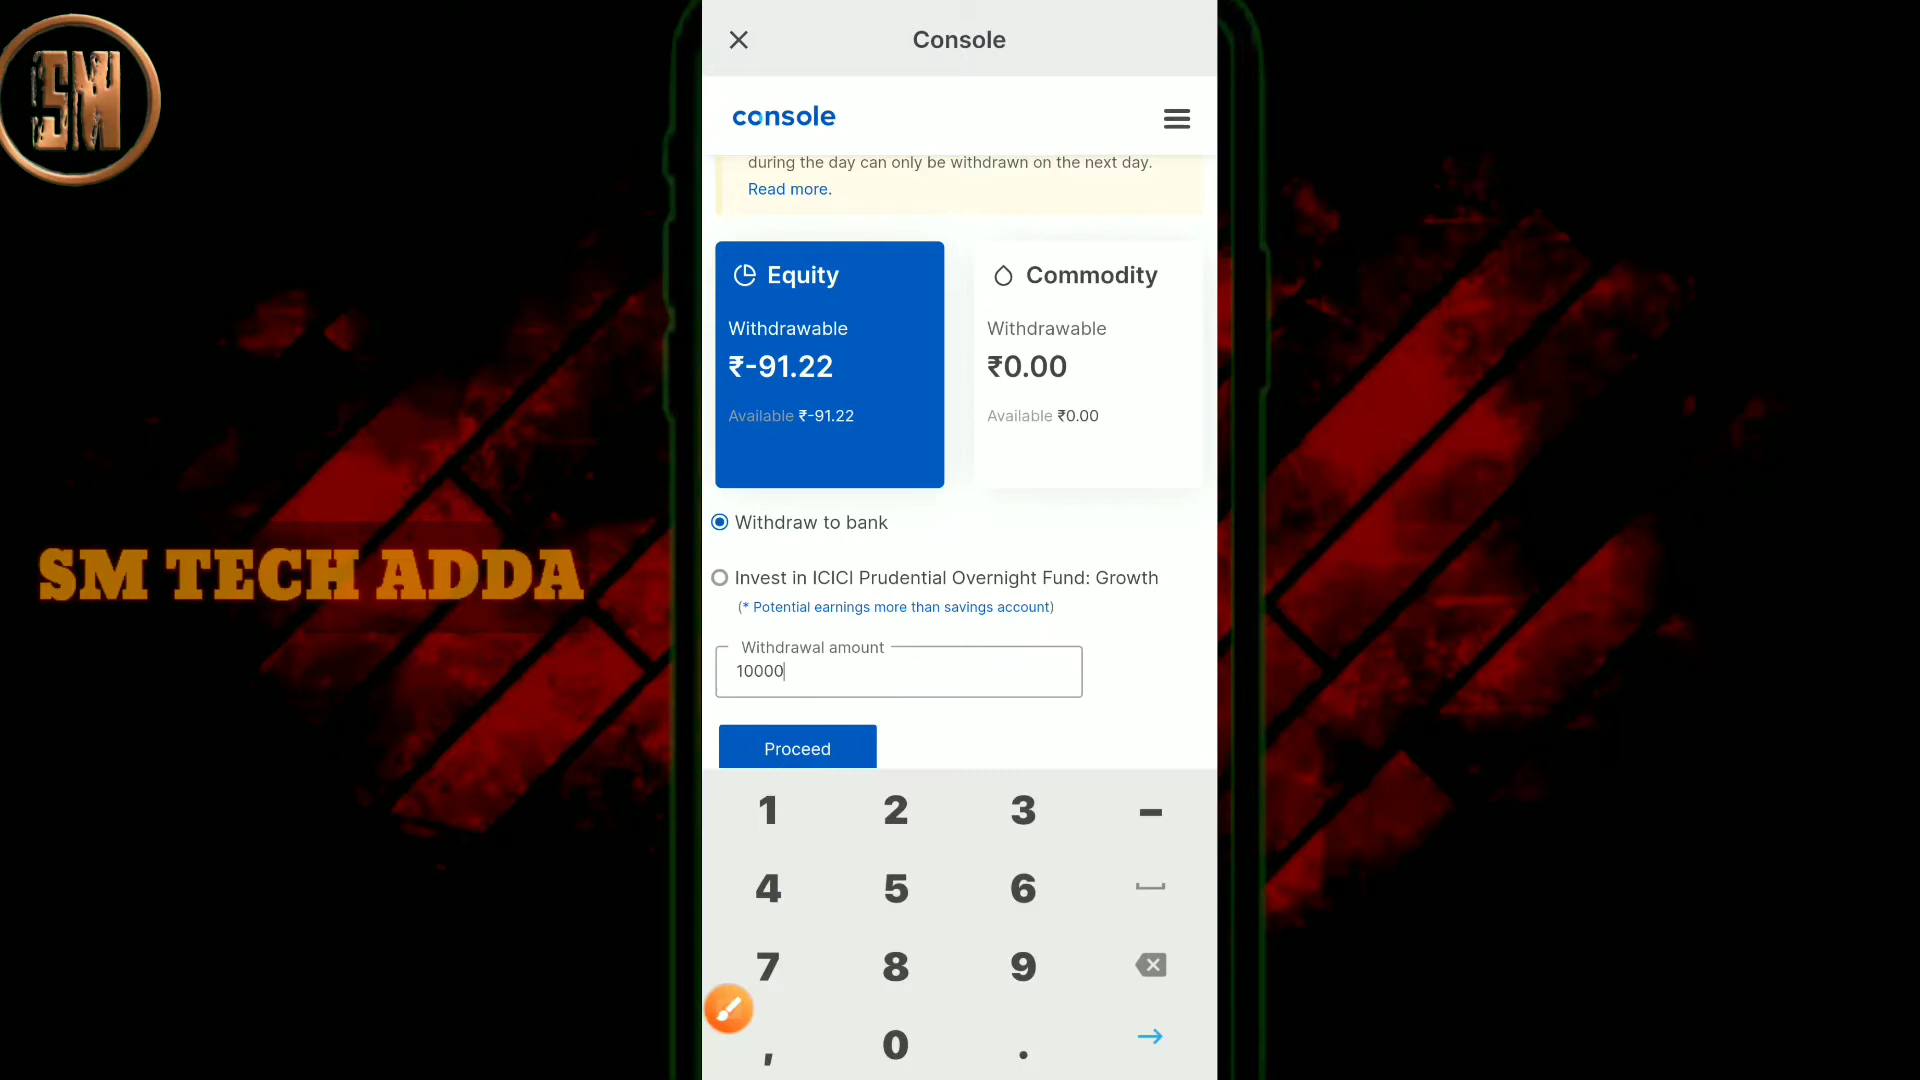 SM
SM TECH ADDA
Console
console
during the day can only be withdrawn on the next day.
Read more.
Equity
Withdrawable
₹-91.22
Available ₹-91.22
Commodity
Withdrawable
₹0.00
Available ₹0.00
Withdraw to bank
Invest in ICICI Prudential Overnight Fund: Growth
(* Potential earnings more than savings account)
Withdrawal amount
10000
Proceed
1 2 3 -
4 5 6
7 8 9
, 0 .